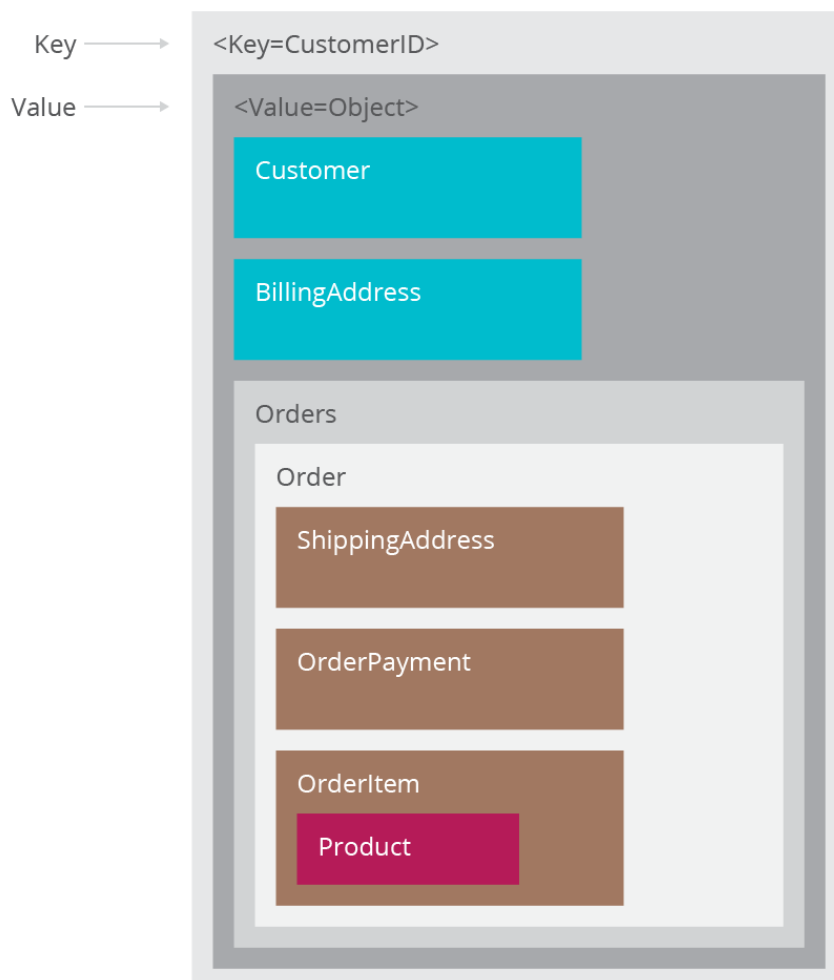 Key
<Key=CustomerID>
Value
<Value=Object>
Customer
BillingAddress
Orders
Order
ShippingAddress
OrderPayment
OrderItem
Product